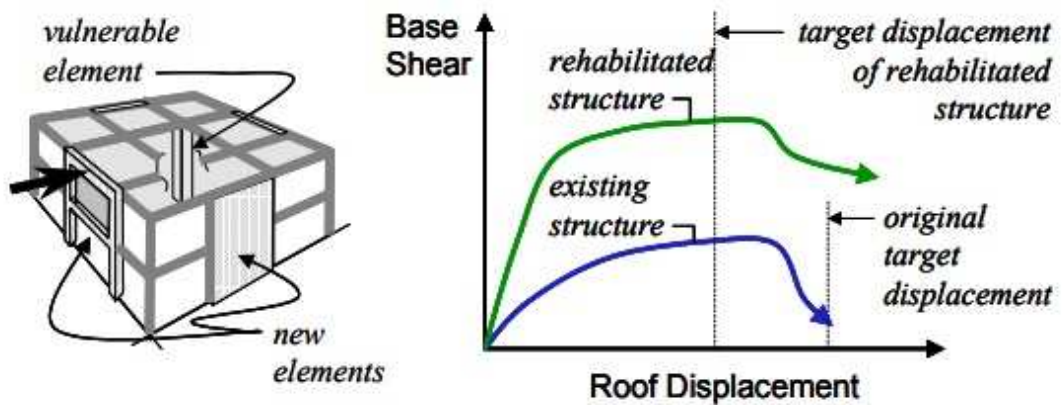 vulnerable
element
new
elements
Base
Shear
rehabilitated
structure
existing
structure
target displacement
of rehabilitated
structure
original
target
displacement
Roof Displacement